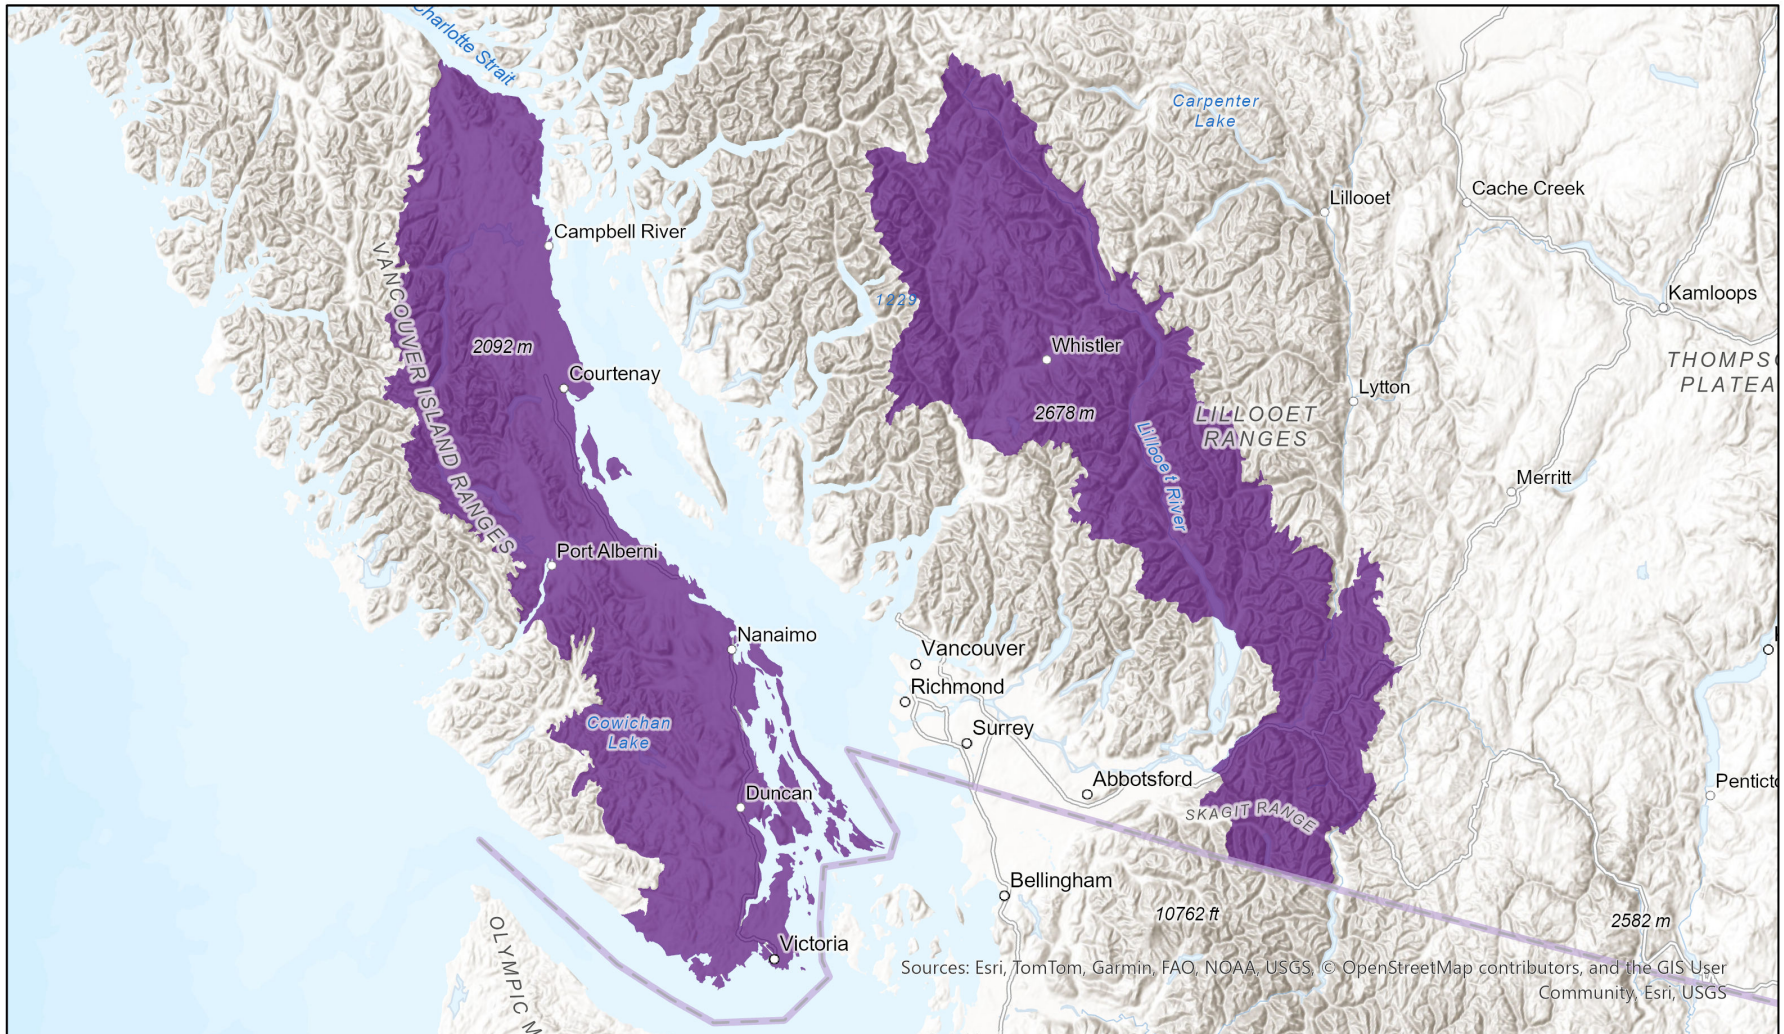 Charlotte Strait
Carpenter
Lake
Lillooet
Cache Creek
Campbell River
VANCOUVER ISLAND RANGES
1229
Kamloops
2092 m
Whistler
THOMPS
PLATEA
Courtenay
Lytton
2678 m
LILLOOET
RANGES
Lillooet River
Merritt
Port Alberni
Nanaimo
Vancouver
Richmond
Cowichan
Lake
Surrey
Abbotsford
Penticto
Duncan
SKAGIT RANGE
Bellingham
10762 ft
2582 m
OLYMPIC M
Victoria
Sources: Esri, TomTom, Garmin, FAO, NOAA, USGS, © OpenStreetMap contributors, and the GIS User
Community, Esri, USGS